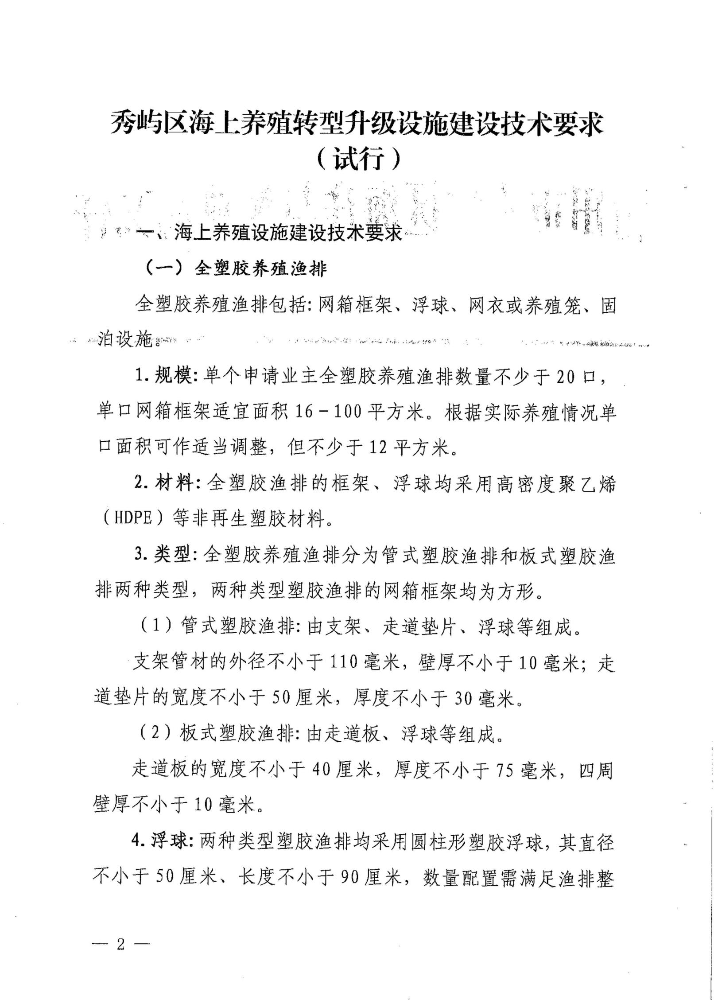 秀屿区海上养殖转型升级设施建设技术要求
（试行）
一、海上养殖设施建设技术要求
（一）全塑胶养殖渔排
全塑胶养殖渔排包括：网箱框架、浮球、网衣或养殖笼、固
泊设施。
1. 规模：单个申请业主全塑胶养殖渔排数量不少于 20 口，
单口网箱框架适宜面积 16－100 平方米。根据实际养殖情况单
口面积可作适当调整，但不少于 12 平方米。
2. 材料：全塑胶渔排的框架、浮球均采用高密度聚乙烯
（HDPE）等非再生塑胶材料。
3. 类型：全塑胶养殖渔排分为管式塑胶渔排和板式塑胶渔
排两种类型，两种类型塑胶渔排的网箱框架均为方形。
（1）管式塑胶渔排：由支架、走道垫片、浮球等组成。
支架管材的外径不小于 110 毫米，壁厚不小于 10 毫米；走
道垫片的宽度不小于 50 厘米，厚度不小于 30 毫米。
（2）板式塑胶渔排：由走道板、浮球等组成。
走道板的宽度不小于 40 厘米，厚度不小于 75 毫米，四周
壁厚不小于 10 毫米。
4. 浮球：两种类型塑胶渔排均采用圆柱形塑胶浮球，其直径
不小于 50 厘米、长度不小于 90 厘米，数量配置需满足渔排整
— 2 —